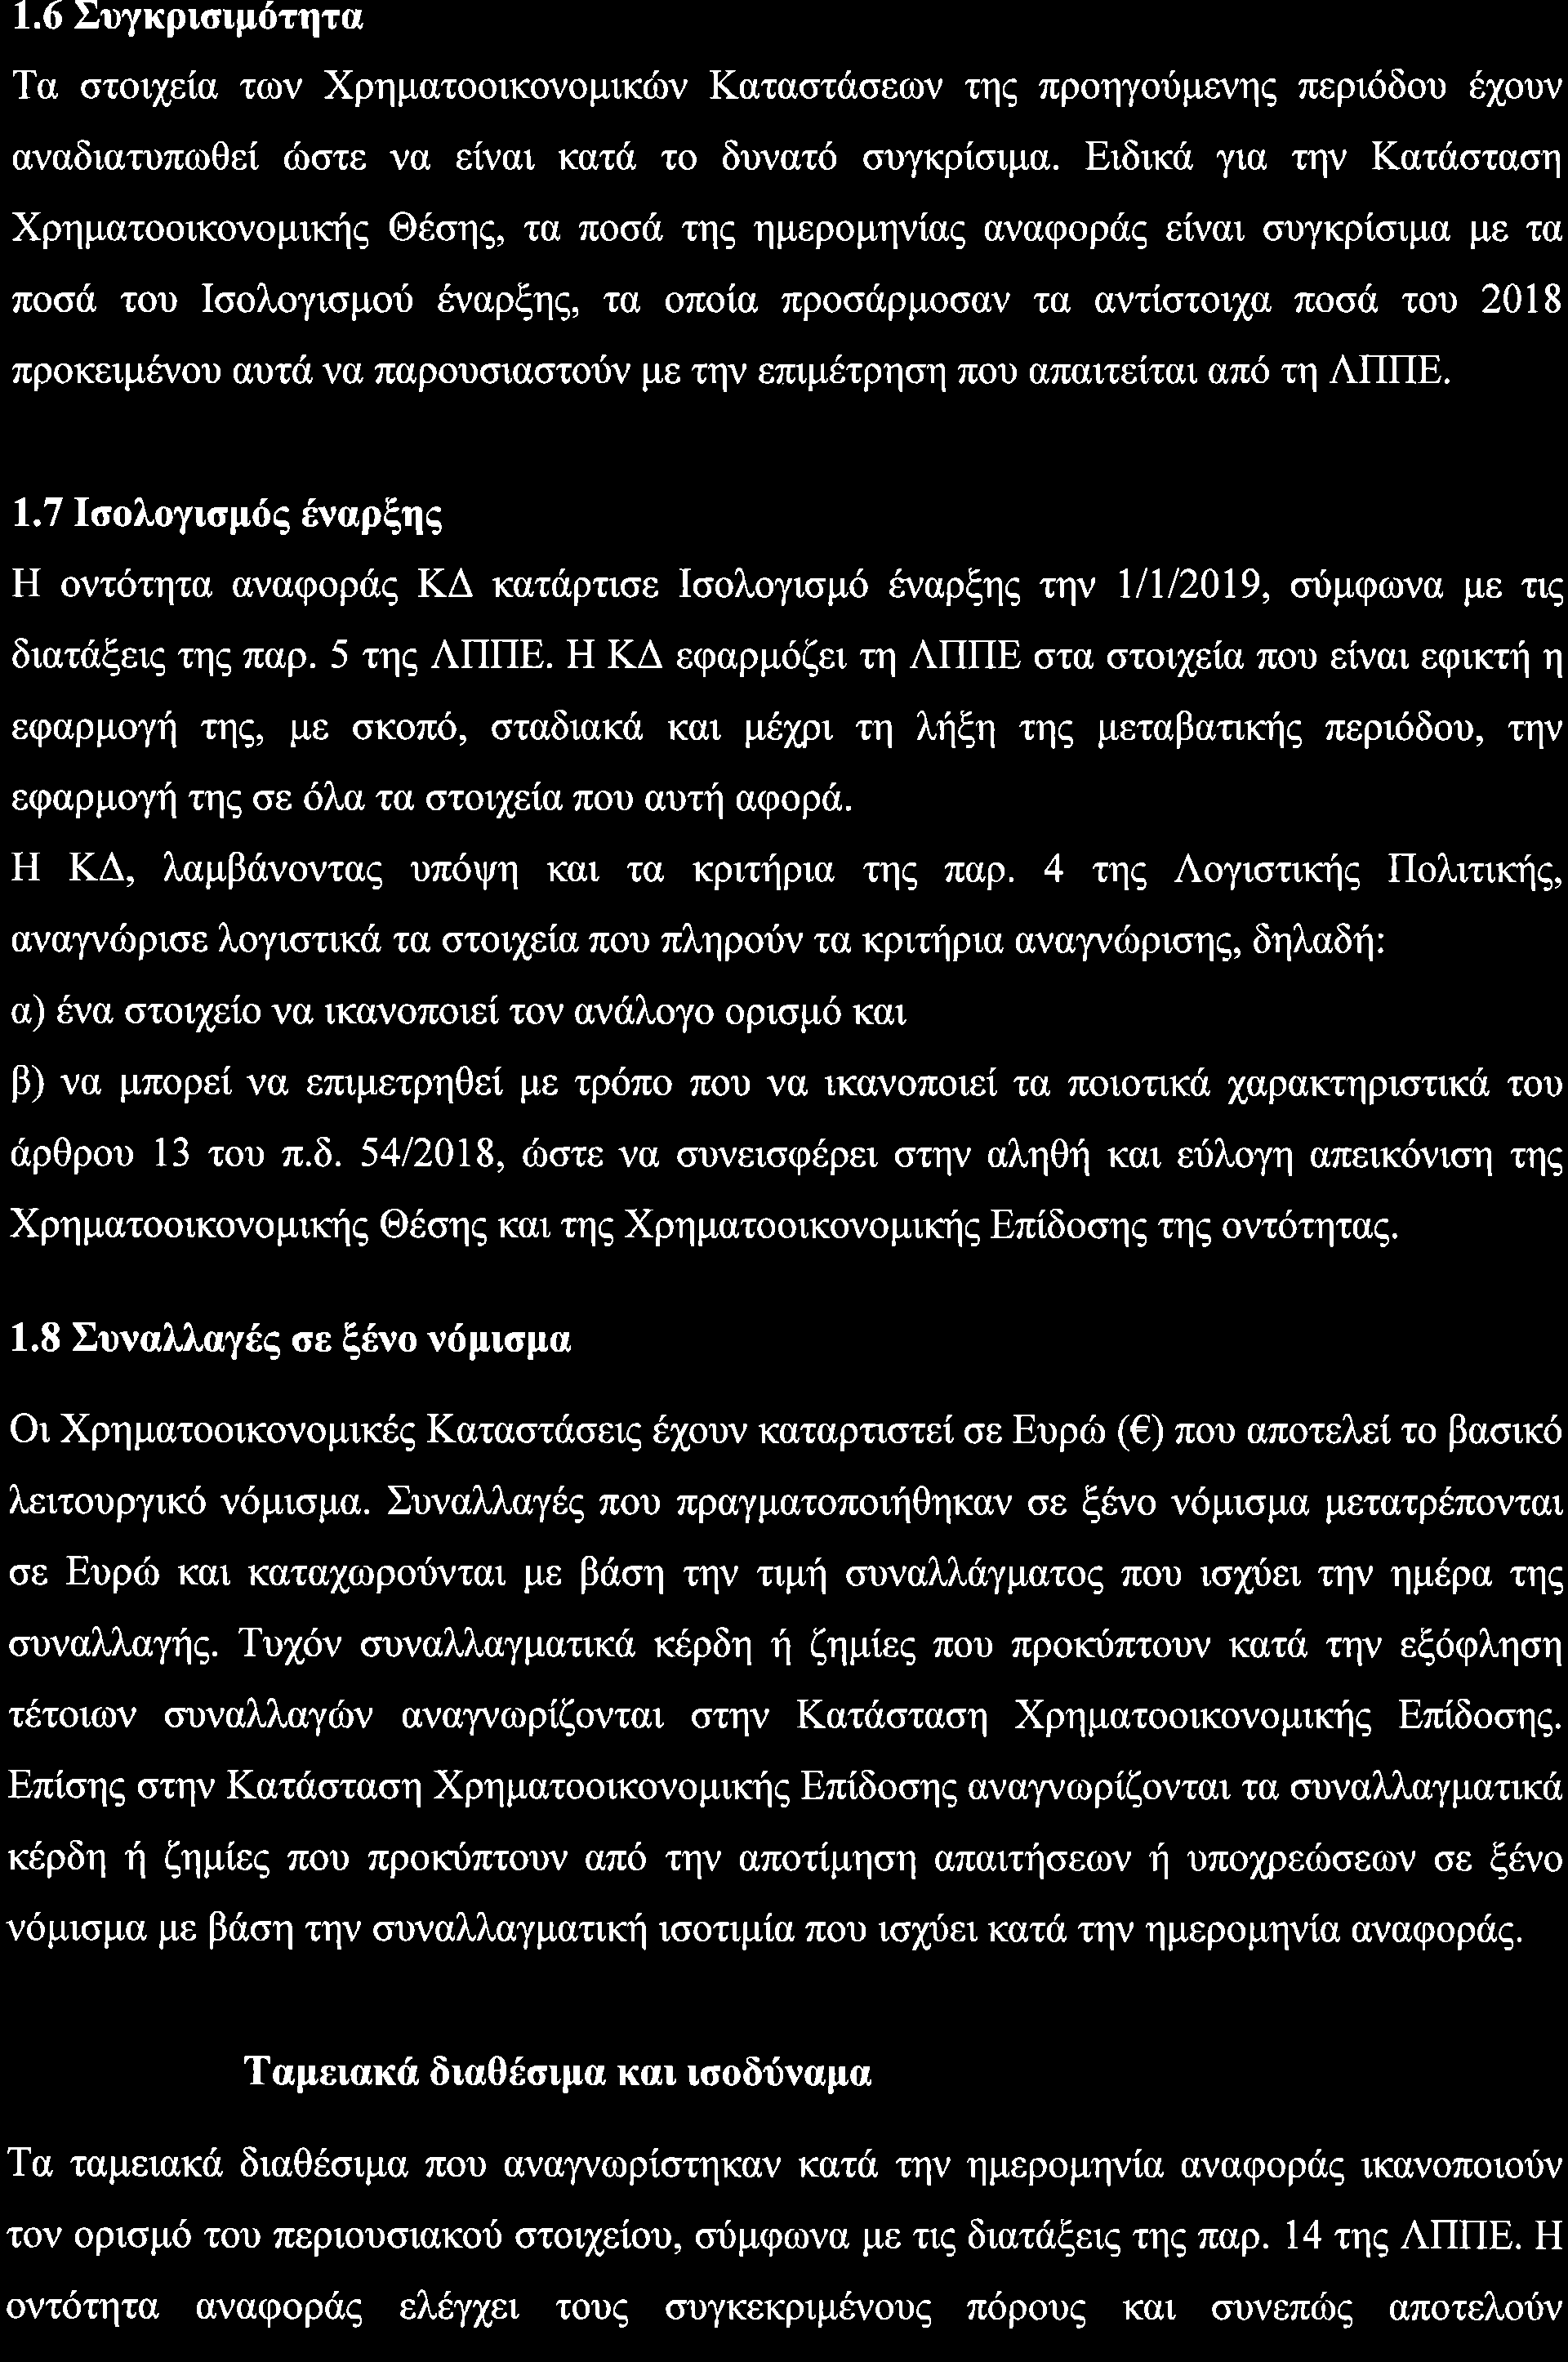 1.6 Συγκρισιμότητα
Τα στοιχεία των Χρηματοοικονομικών Καταστάσεων της προηγούμενης περιόδου έχουν
αναδιατυπωθεί ώστε να είναι κατά το δυνατό συγκρίσιμα. Ειδικά για την Κατάσταση
Χρηματοοικονομικής Θέσης, τα ποσά της ημερομηνίας αναφοράς είναι συγκρίσιμα με τα
ποσά του Ισολογισμού έναρξης, τα οποία προσάρμοσαν τα αντίστοιχα ποσά του 2018
προκειμένου αυτά να παρουσιαστούν με την επιμέτρηση που απαιτείται από τη ΛΠΠΕ.
1.7 Ισολογισμός έναρξης
Η οντότητα αναφοράς ΚΔ κατάρτισε Ισολογισμό έναρξης την 1/1/2019, σύμφωνα με τις
διατάξεις της παρ. 5 της ΛΠΠΕ. Η ΚΔ εφαρμόζει τη ΛΠΠΕ στα στοιχεία που είναι εφικτή η
εφαρμογή της, με σκοπό, σταδιακά και μέχρι τη λήξη της μεταβατικής περιόδου, την
εφαρμογή της σε όλα τα στοιχεία που αυτή αφορά.
Η ΚΔ, λαμβάνοντας υπόψη και τα κριτήρια της παρ. 4 της Λογιστικής Πολιτικής,
αναγνώρισε λογιστικά τα στοιχεία που πληρούν τα κριτήρια αναγνώρισης, δηλαδή:
α) ένα στοιχείο να ικανοποιεί τον ανάλογο ορισμό και
β) να μπορεί να επιμετρηθεί με τρόπο που να ικανοποιεί τα ποιοτικά χαρακτηριστικά του
άρθρου 13 του π.δ. 54/2018, ώστε να συνεισφέρει στην αληθή και εύλογη απεικόνιση της
Χρηματοοικονομικής Θέσης και της Χρηματοοικονομικής Επίδοσης της οντότητας.
1.8 Συναλλαγές σε ξένο νόμισμα
Οι Χρηματοοικονομικές Καταστάσεις έχουν καταρτιστεί σε Ευρώ (€) που αποτελεί το βασικό
λειτουργικό νόμισμα. Συναλλαγές που πραγματοποιήθηκαν σε ξένο νόμισμα μετατρέπονται
σε Ευρώ και καταχωρούνται με βάση την τιμή συναλλάγματος που ισχύει την ημέρα της
συναλλαγής. Τυχόν συναλλαγματικά κέρδη ή ζημίες που προκύπτουν κατά την εξόφληση
τέτοιων συναλλαγών αναγνωρίζονται στην Κατάσταση Χρηματοοικονομικής Επίδοσης.
Επίσης στην Κατάσταση Χρηματοοικονομικής Επίδοσης αναγνωρίζονται τα συναλλαγματικά
κέρδη ή ζημίες που προκύπτουν από την αποτίμηση απαιτήσεων ή υποχρεώσεων σε ξένο
νόμισμα με βάση την συναλλαγματική ισοτιμία που ισχύει κατά την ημερομηνία αναφοράς.
Ταμειακά διαθέσιμα και ισοδύναμα
Τα ταμειακά διαθέσιμα που αναγνωρίστηκαν κατά την ημερομηνία αναφοράς ικανοποιούν
τον ορισμό του περιουσιακού στοιχείου, σύμφωνα με τις διατάξεις της παρ. 14 της ΛΠΠΕ. Η
οντότητα αναφοράς ελέγχει τους συγκεκριμένους πόρους και συνεπώς αποτελούν